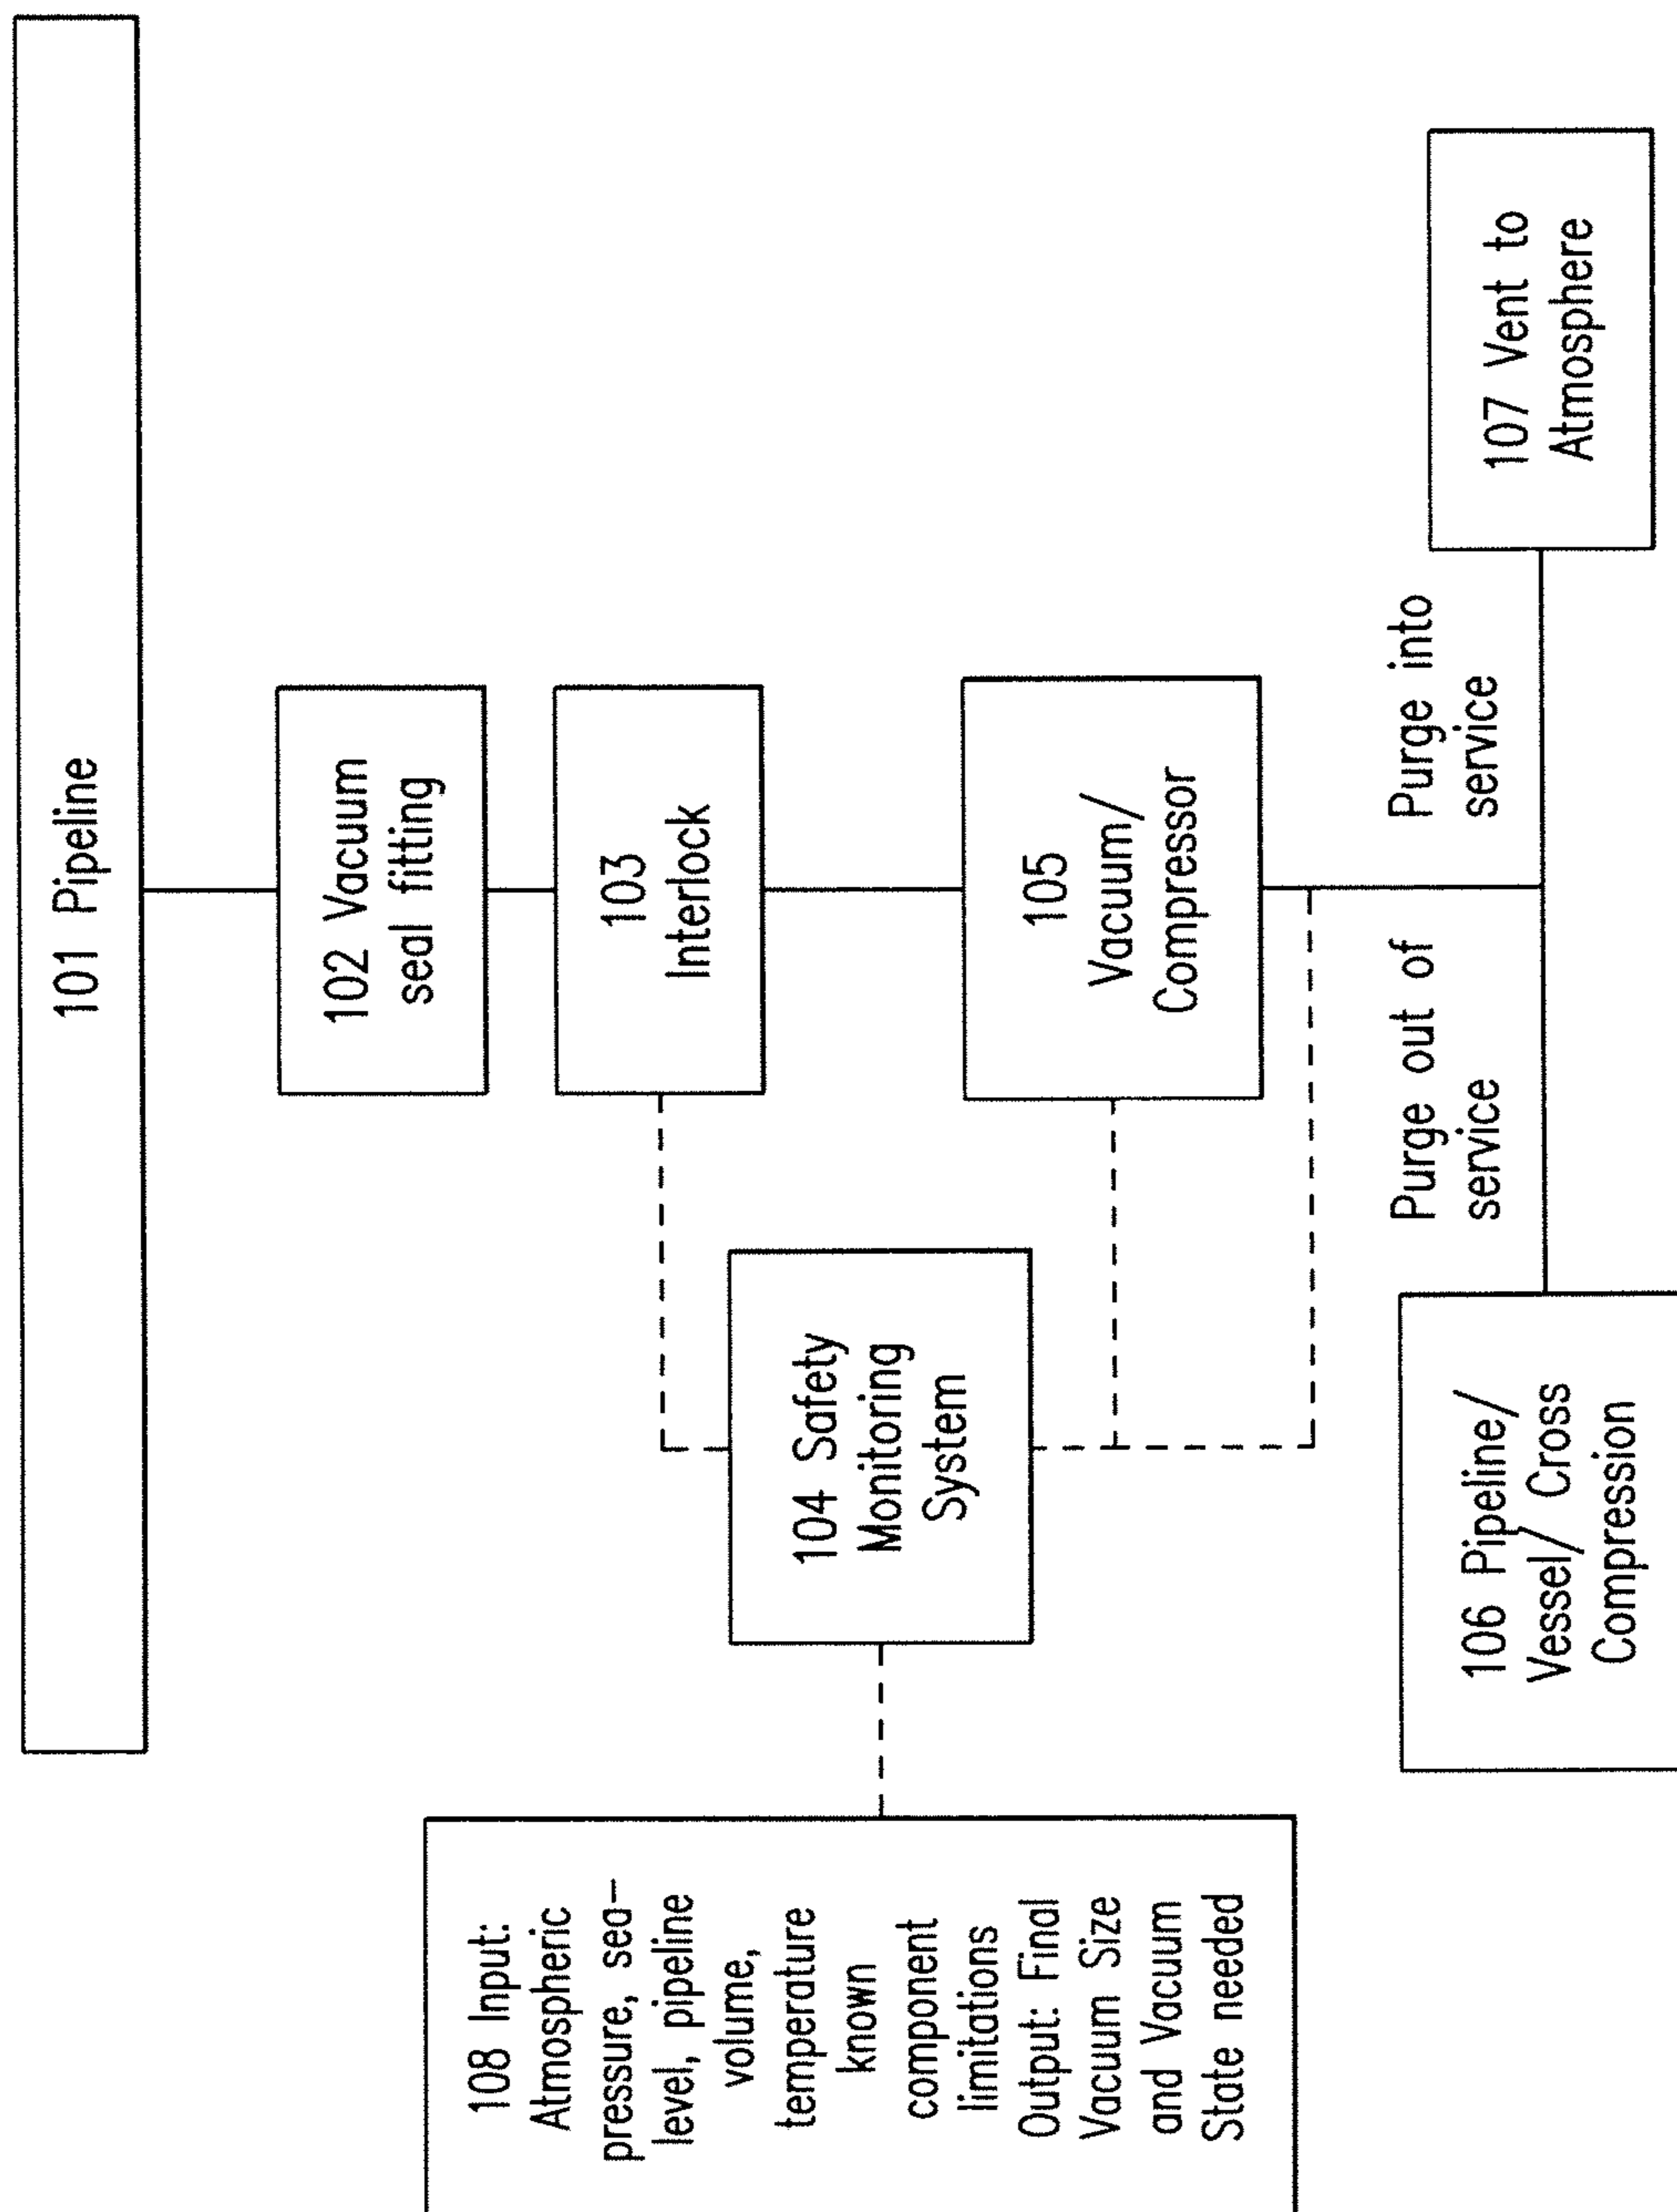 101 Pipeline
102 Vacuum
seal fitting
103
Interlock
104 Safety
Monitoring
System
105
Vacuum/
Compressor
108 Input:
Atmospheric
pressure, sea-
level, pipeline
volume,
temperature
known
component
limitations
Output: Final
Vacuum Size
and Vacuum
State needed
Purge out of
service
Purge into
service
106 Pipeline/
Vessel/ Cross
Compression
107 Vent to
Atmosphere